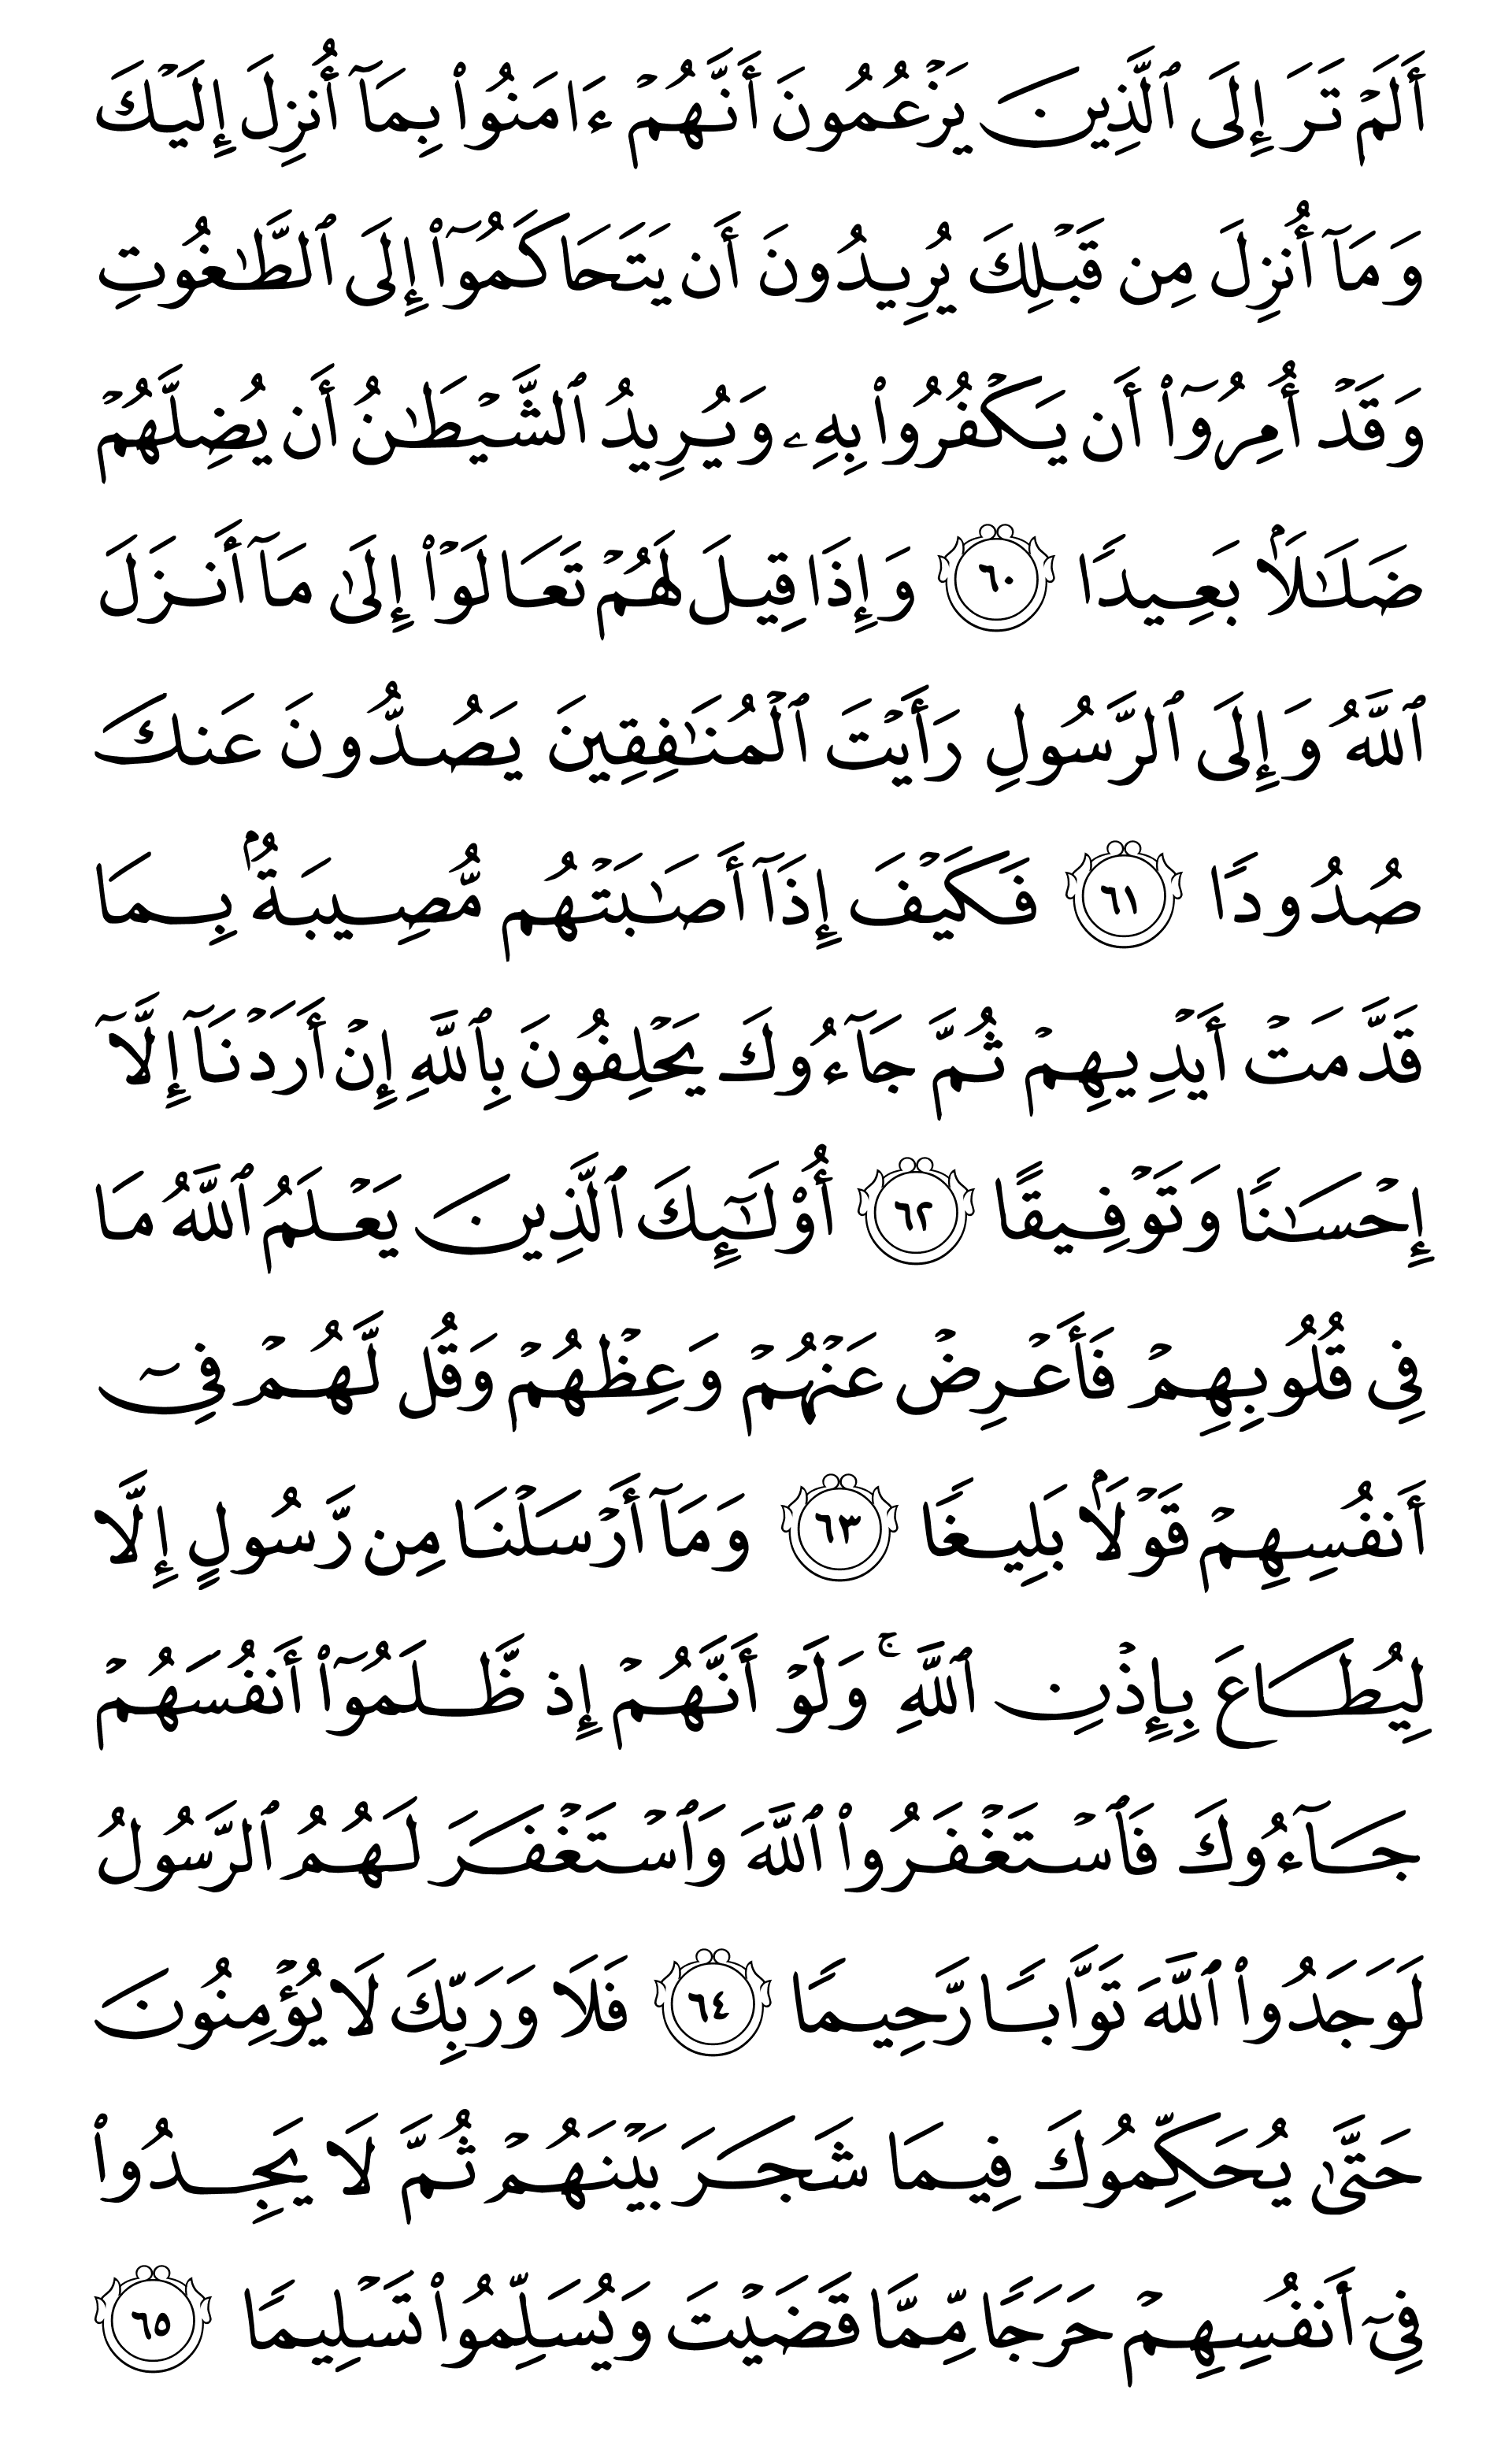 أَلَمْ تَرَ إِلَى ٱلَّذِينَ يَزْعُمُونَ أَنَّهُمْ ءَامَنُوا۟ بِمَآ أُنزِلَ إِلَيْكَ
وَمَآ أُنزِلَ مِن قَبْلِكَ يُرِيدُونَ أَن يَتَحَاكَمُوٓا۟ إِلَى ٱلطَّـٰغُوتِ
وَقَدْ أُمِرُوٓا۟ أَن يَكْفُرُوا۟ بِهِۦ وَيُرِيدُ ٱلشَّيْطَـٰنُ أَن يُضِلَّهُمْ
ضَلَـٰلًۢا بَعِيدًا ٦٠ وَإِذَا قِيلَ لَهُمْ تَعَالَوْا۟ إِلَىٰ مَآ أَنزَلَ
ٱللَّهُ وَإِلَى ٱلرَّسُولِ رَأَيْتَ ٱلْمُنَـٰفِقِينَ يَصُدُّونَ عَنكَ
صُدُودًا ٦١ فَكَيْفَ إِذَآ أَصَـٰبَتْهُم مُّصِيبَةٌۢ بِمَا
قَدَّمَتْ أَيْدِيهِمْ ثُمَّ جَآءُوكَ يَحْلِفُونَ بِٱللَّهِ إِنْ أَرَدْنَآ إِلَّآ
إِحْسَـٰنًا وَتَوْفِيقًا ٦٢ أُو۟لَـٰٓئِكَ ٱلَّذِينَ يَعْلَمُ ٱللَّهُ مَا
فِى قُلُوبِهِمْ فَأَعْرِضْ عَنْهُمْ وَعِظْهُمْ وَقُل لَّهُمْ فِىٓ
أَنفُسِهِمْ قَوْلًۢا بَلِيغًا ٦٣ وَمَآ أَرْسَلْنَا مِن رَّسُولٍ إِلَّا
لِيُطَاعَ بِإِذْنِ ٱللَّهِ ۚ وَلَوْ أَنَّهُمْ إِذ ظَّلَمُوٓا۟ أَنفُسَهُمْ
جَآءُوكَ فَٱسْتَغْفَرُوا۟ ٱللَّهَ وَٱسْتَغْفَرَ لَهُمُ ٱلرَّسُولُ
لَوَجَدُوا۟ ٱللَّهَ تَوَّابًا رَّحِيمًا ٦٤ فَلَا وَرَبِّكَ لَا يُؤْمِنُونَ
حَتَّىٰ يُحَكِّمُوكَ فِيمَا شَجَرَ بَيْنَهُمْ ثُمَّ لَا يَجِدُوا۟
فِىٓ أَنفُسِهِمْ حَرَجًا مِّمَّا قَضَيْتَ وَيُسَلِّمُوا۟ تَسْلِيمًا ٦٥